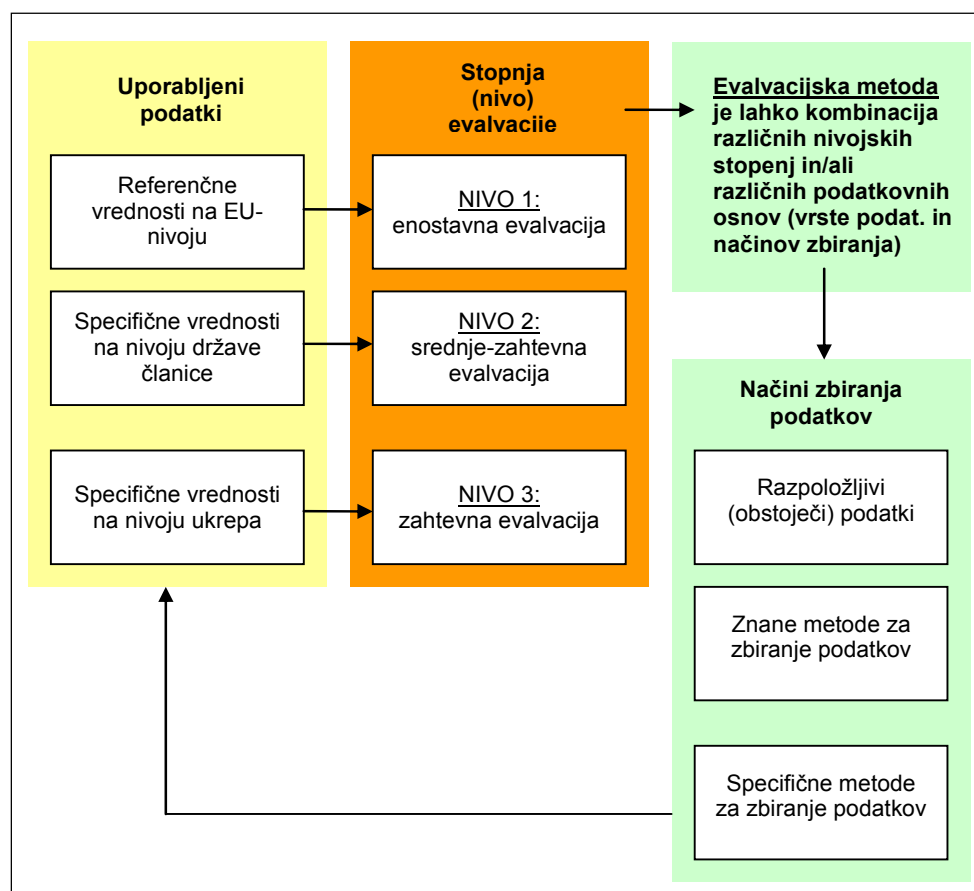 Uporabljeni
podatki
Referenčne
vrednosti na EU-
nivoju
Specifične vrednosti
na nivoju države
članice
Specifične vrednosti
na nivoju ukrepa
Stopnja
(nivo)
evalvaciie
NIVO 1:
enostavna evalvacija
NIVO 2:
srednje-zahtevna
evalvacija
NIVO 3:
zahtevna evalvacija
Evalvacijska metoda
je lahko kombinacija
različnih nivojskih
stopenj in/ali
različnih podatkovnih
osnov (vrste podat. in
načinov zbiranja)
Načini zbiranja
podatkov
Razpoložljivi
(obstoječi) podatki
Znane metode za
zbiranje podatkov
Specifične metode
za zbiranje podatkov